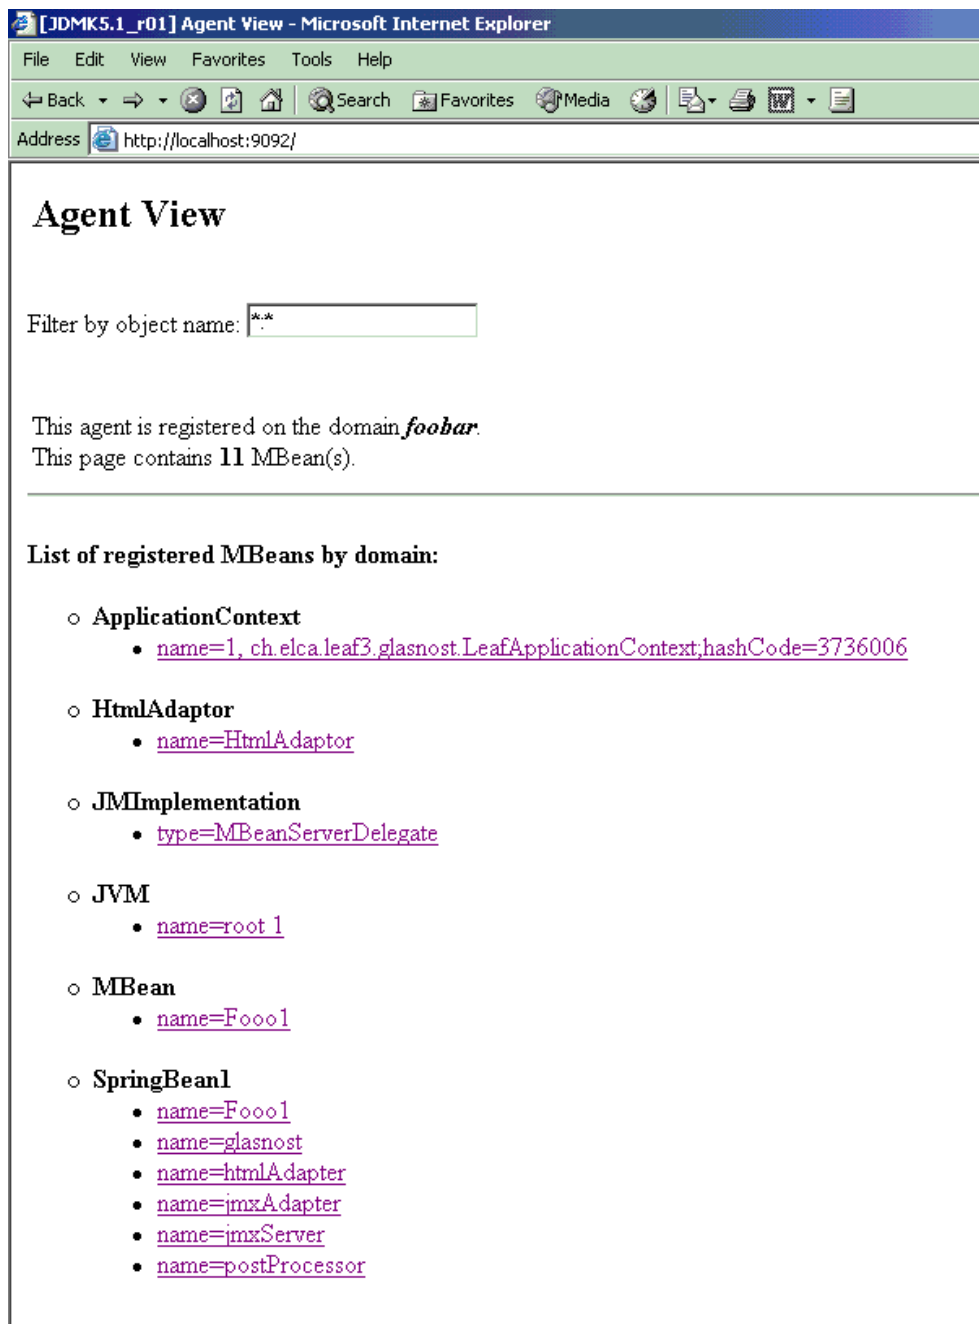 [JDMK5.1_r01] Agent View - Microsoft Internet Explorer
File Edit View Favorites Tools Help
Back Search Favorites Media
Address http://localhost:9092/
Agent View
Filter by object name: *:*
This agent is registered on the domain foobar.
This page contains 11 MBean(s).
List of registered MBeans by domain:
ApplicationContext
name=1, ch.elca.leaf3.glasnost.LeafApplicationContext;hashCode=3736006
HtmlAdaptor
name=HtmlAdaptor
JMImplementation
type=MBeanServerDelegate
JVM
name=root 1
MBean
name=Fooo1
SpringBean1
name=Fooo1
name=glasnost
name=htmlAdapter
name=jmxAdapter
name=jmxServer
name=postProcessor